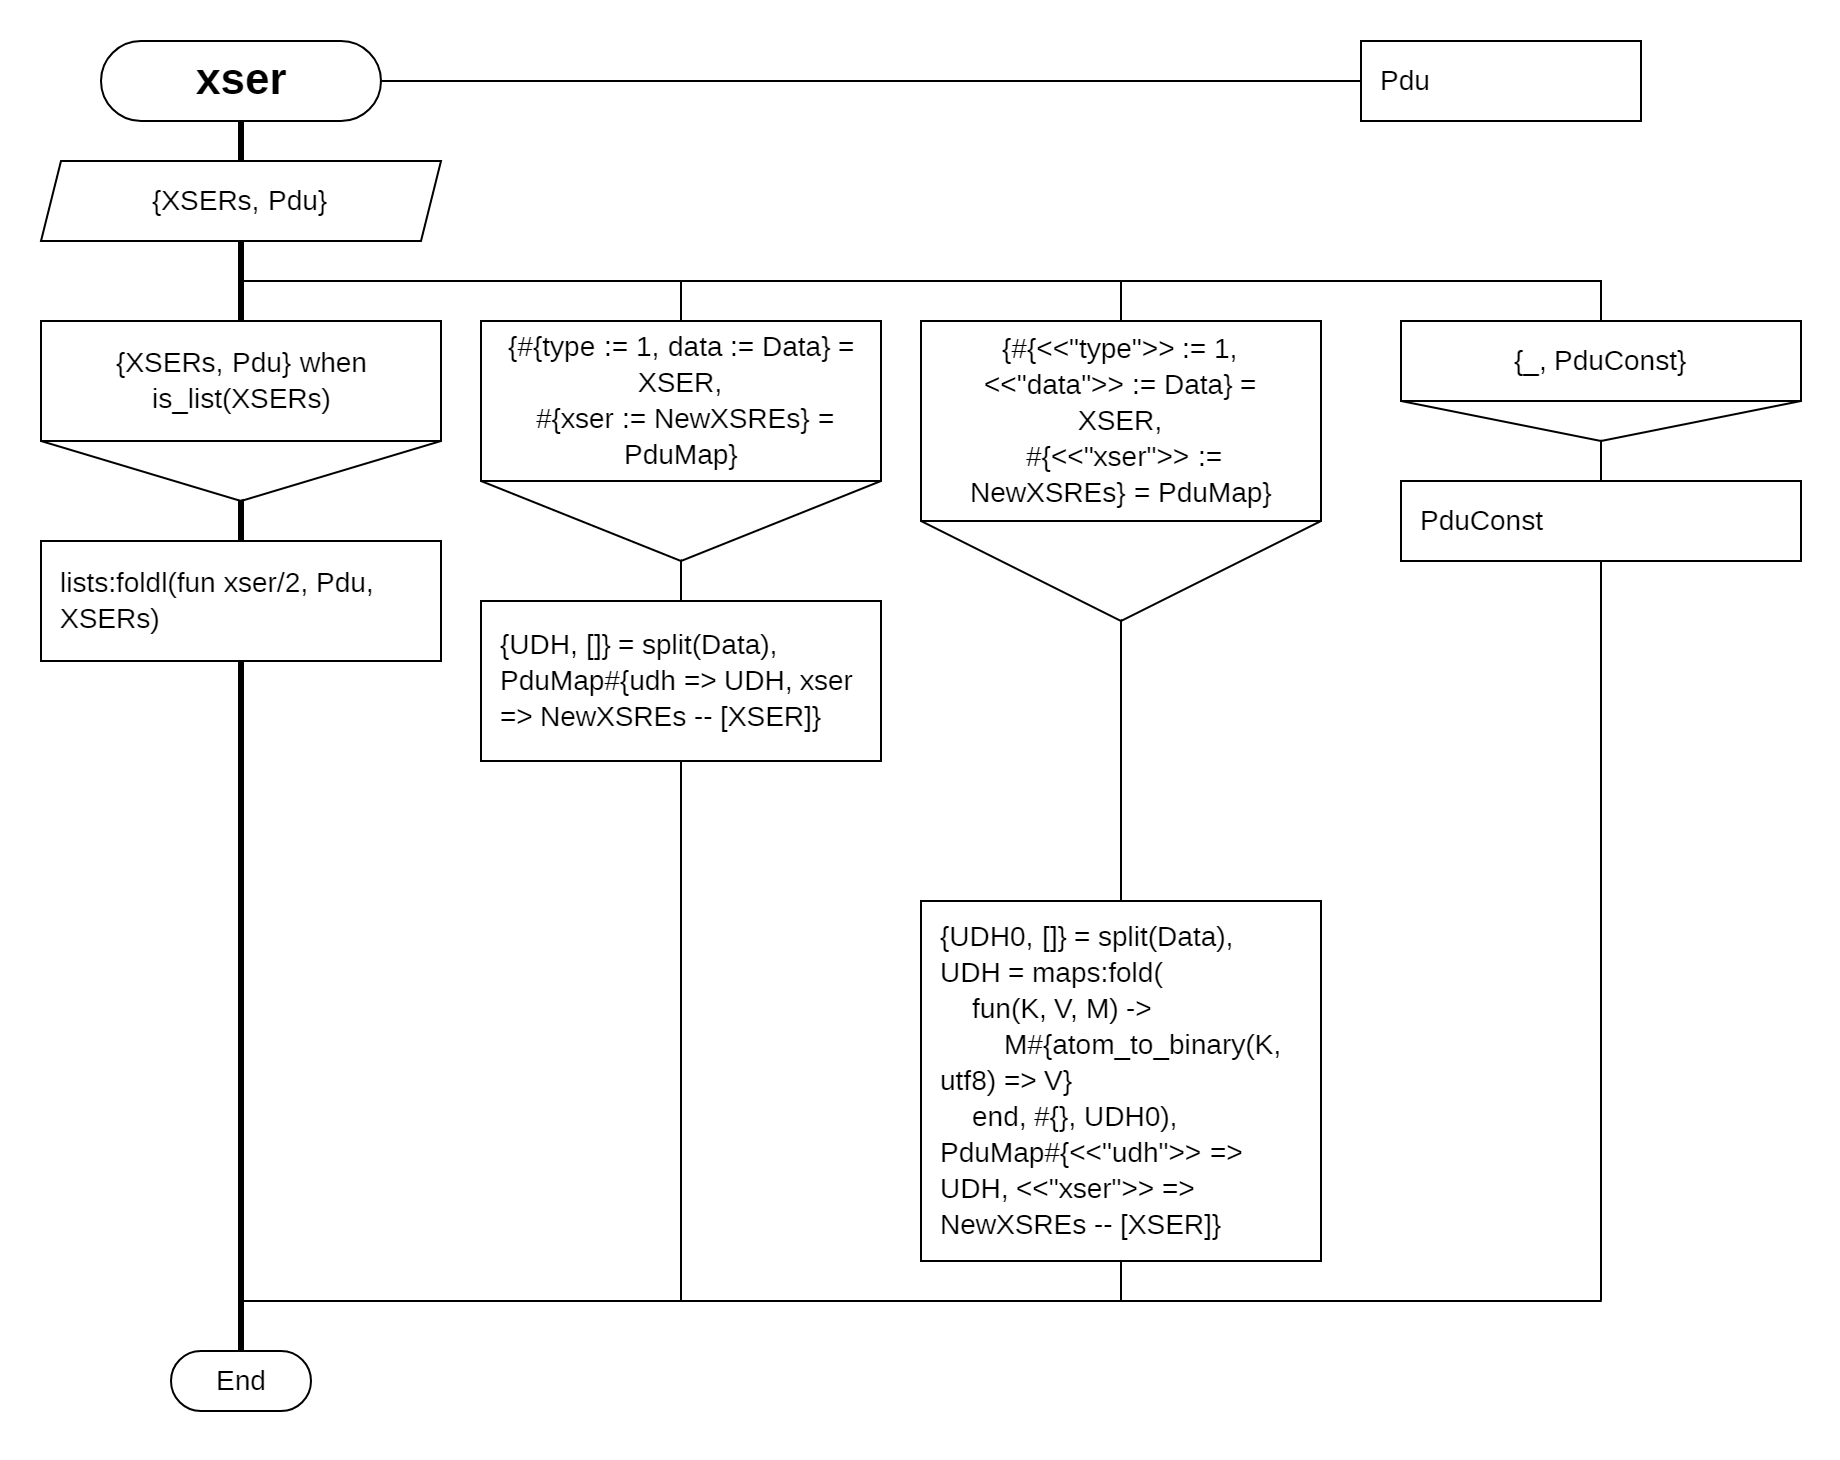 xser
Pdu
{XSERs, Pdu}
{XSERs, Pdu} when
is_list(XSERs)
{#{type := 1, data := Data} =
XSER,
#{xser := NewXSREs} =
PduMap}
{#{<<"type">> := 1,
<<"data">> := Data} =
XSER,
#{<<"xser">> :=
NewXSREs} = PduMap}
{_, PduConst}
lists:foldl(fun xser/2, Pdu,
XSERs)
{UDH, []} = split(Data),
PduMap#{udh => UDH, xser
=> NewXSREs -- [XSER]}
{UDH0, []} = split(Data),
UDH = maps:fold(
    fun(K, V, M) ->
        M#{atom_to_binary(K,
utf8) => V}
    end, #{}, UDH0),
PduMap#{<<"udh">> =>
UDH, <<"xser">> =>
NewXSREs -- [XSER]}
PduConst
End